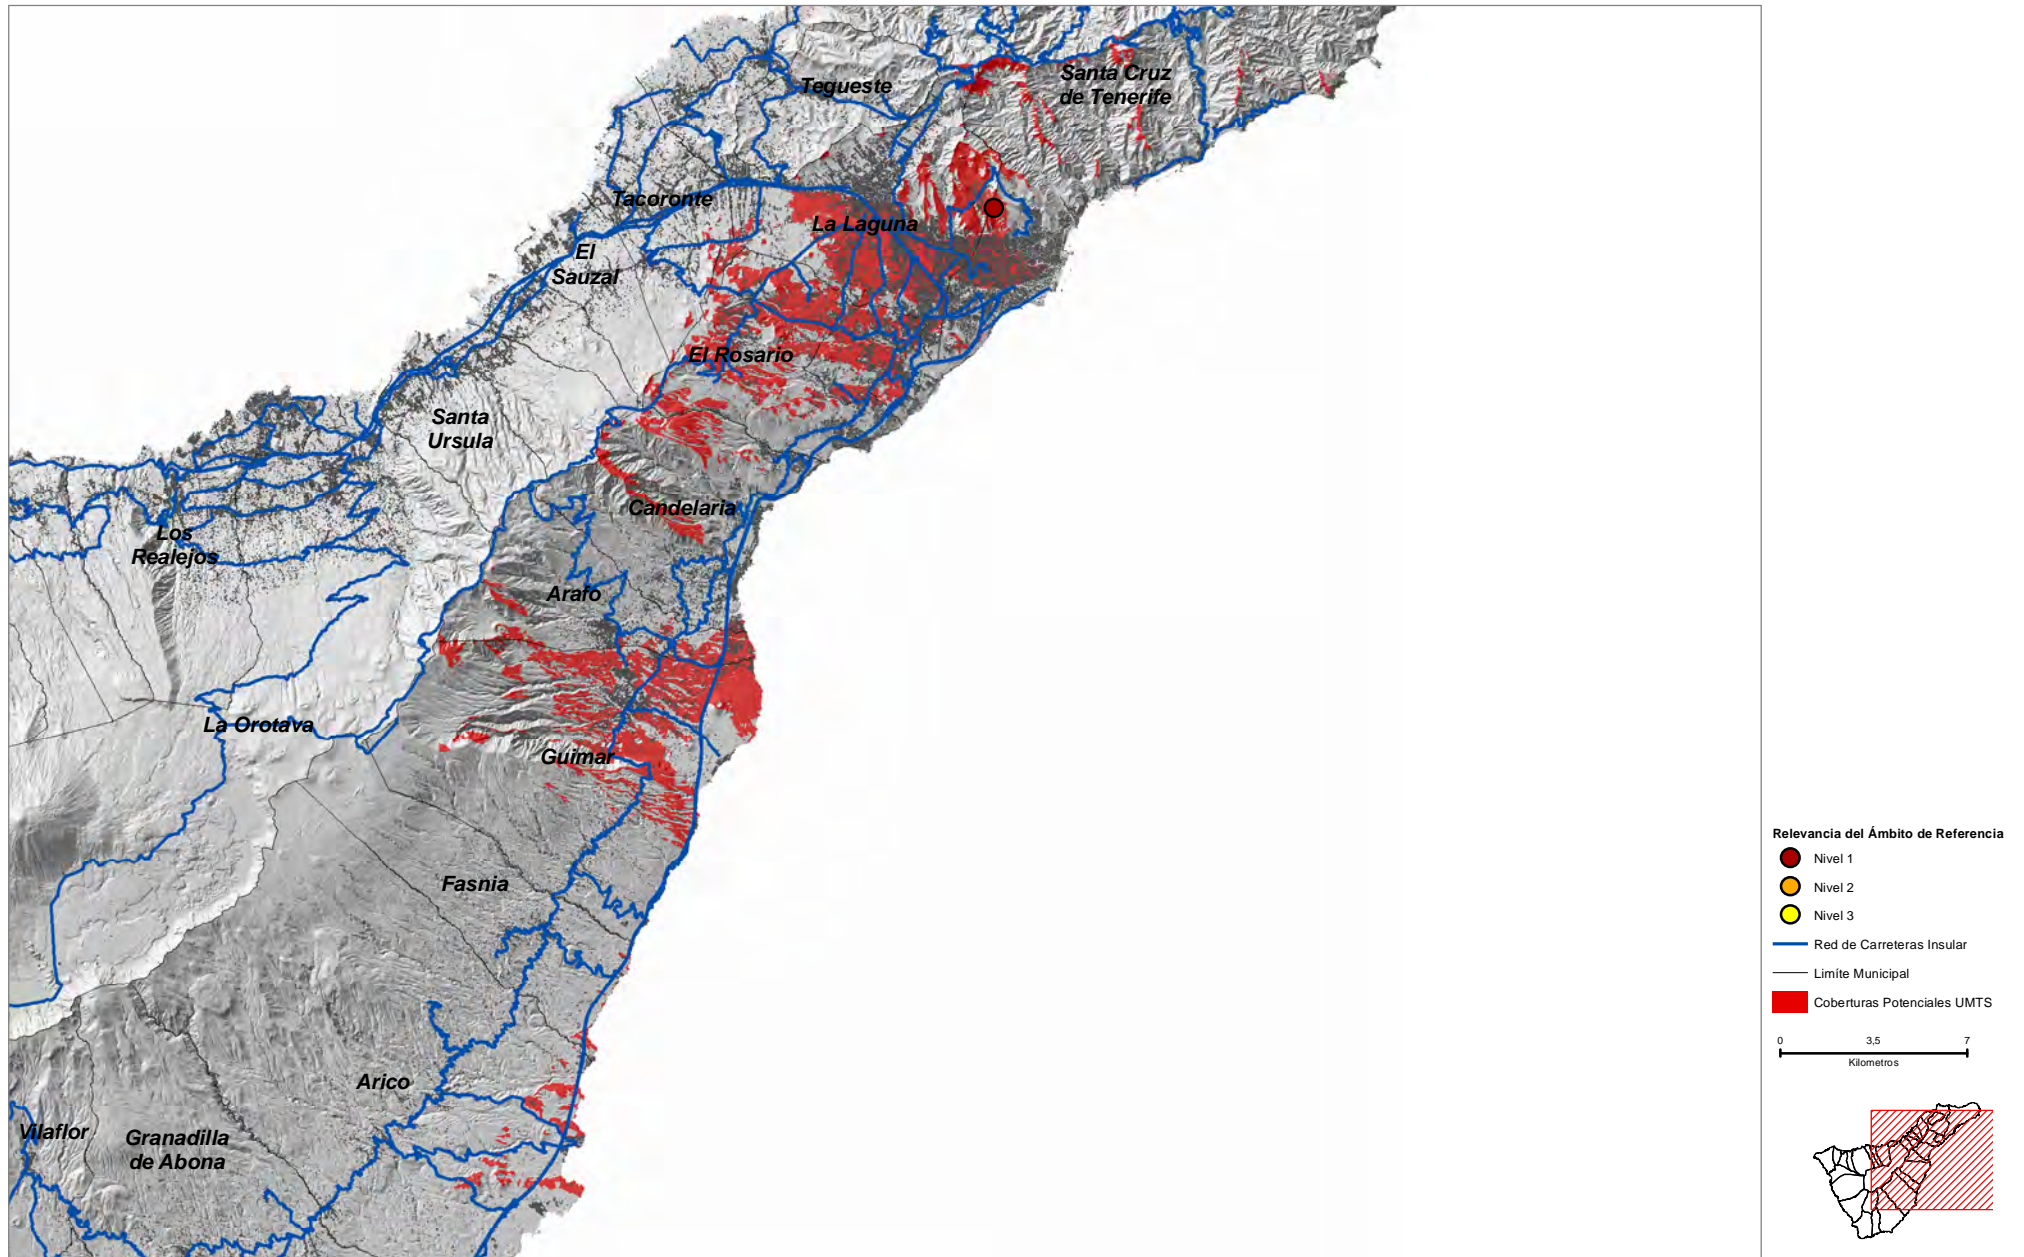 Santa Cruz
de Tenerife
Tegueste
Tacoronte
La Laguna
El
Sauzal
El Rosario
Santa
Ursula
Candelaria
Los
Realejos
Arafo
La Orotava
Guimar
Fasnia
Arico
Vilaflor
Granadilla
de Abona
Relevancia del Ámbito de Referencia
Nivel 1
Nivel 2
Nivel 3
Red de Carreteras Insular
Limíte Municipal
Coberturas Potenciales UMTS
0 3,5 7
Kilometros